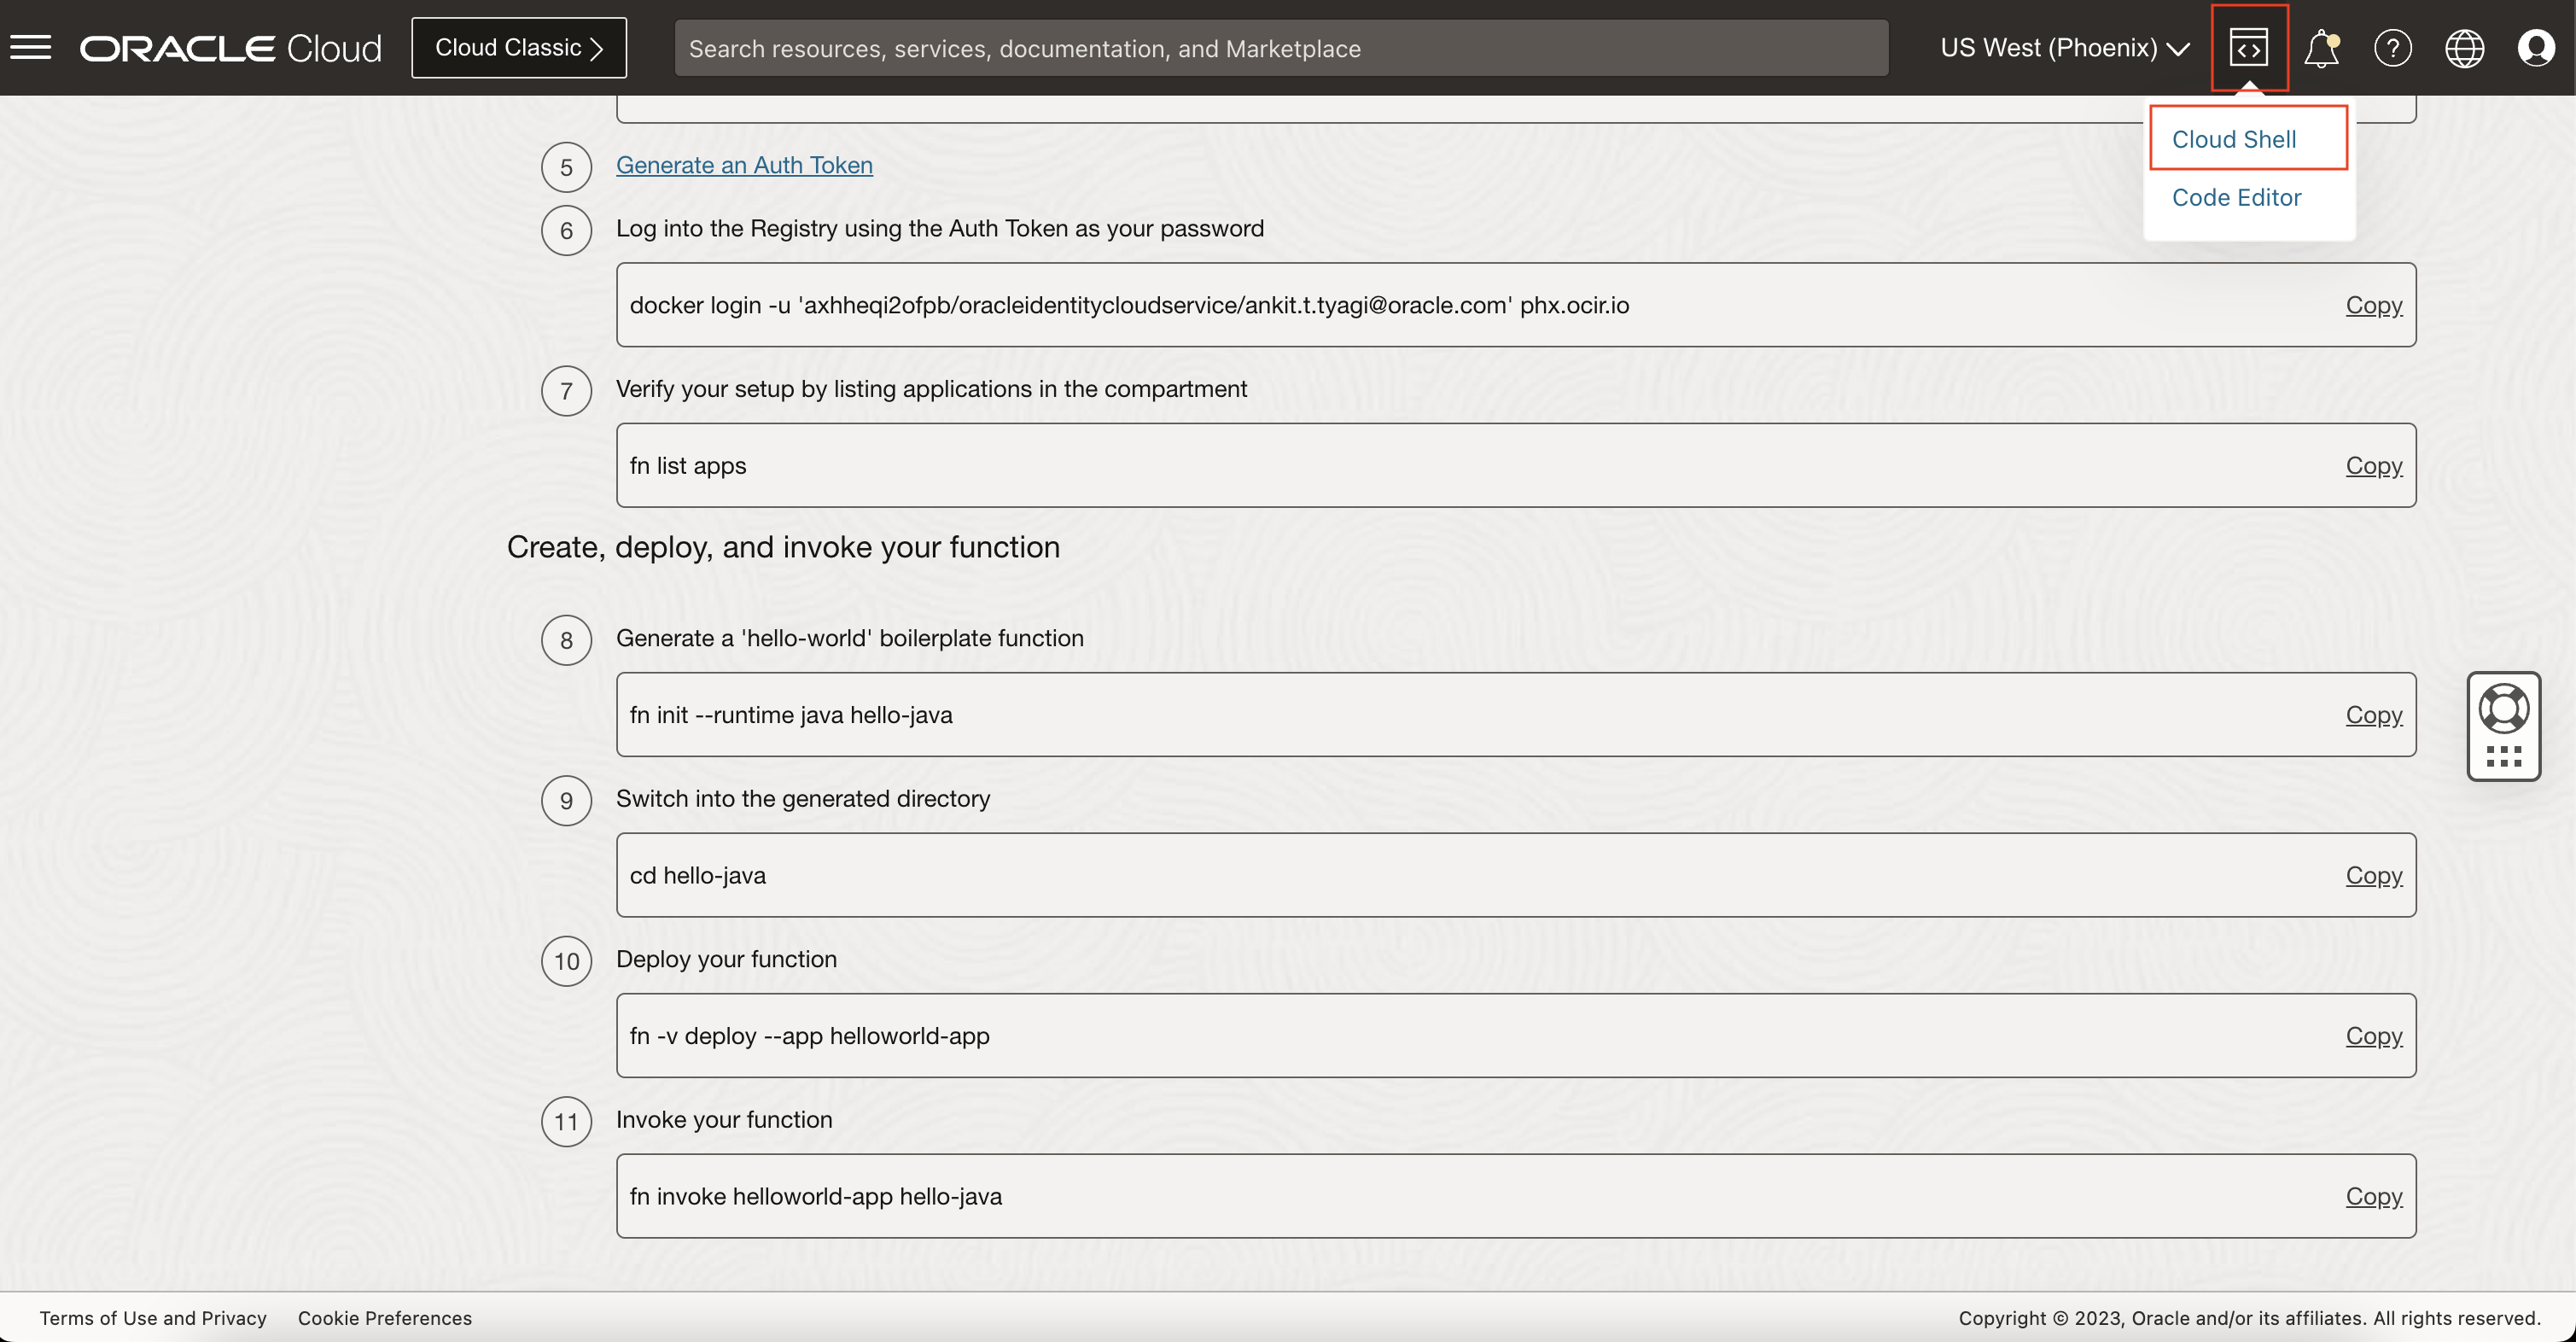 ORACLE Cloud
Cloud Classic
Search resources, services, documentation, and Marketplace
US West (Phoenix)
Cloud Shell
Code Editor
5 Generate an Auth Token
6 Log into the Registry using the Auth Token as your password
docker login -u 'axhheqi2ofpb/oracleidentitycloudservice/ankit.t.tyagi@oracle.com' phx.ocir.io Copy
7 Verify your setup by listing applications in the compartment
fn list apps Copy
Create, deploy, and invoke your function
8 Generate a 'hello-world' boilerplate function
fn init --runtime java hello-java Copy
9 Switch into the generated directory
cd hello-java Copy
10 Deploy your function
fn -v deploy --app helloworld-app Copy
11 Invoke your function
fn invoke helloworld-app hello-java Copy
Terms of Use and Privacy Cookie Preferences
Copyright © 2023, Oracle and/or its affiliates. All rights reserved.